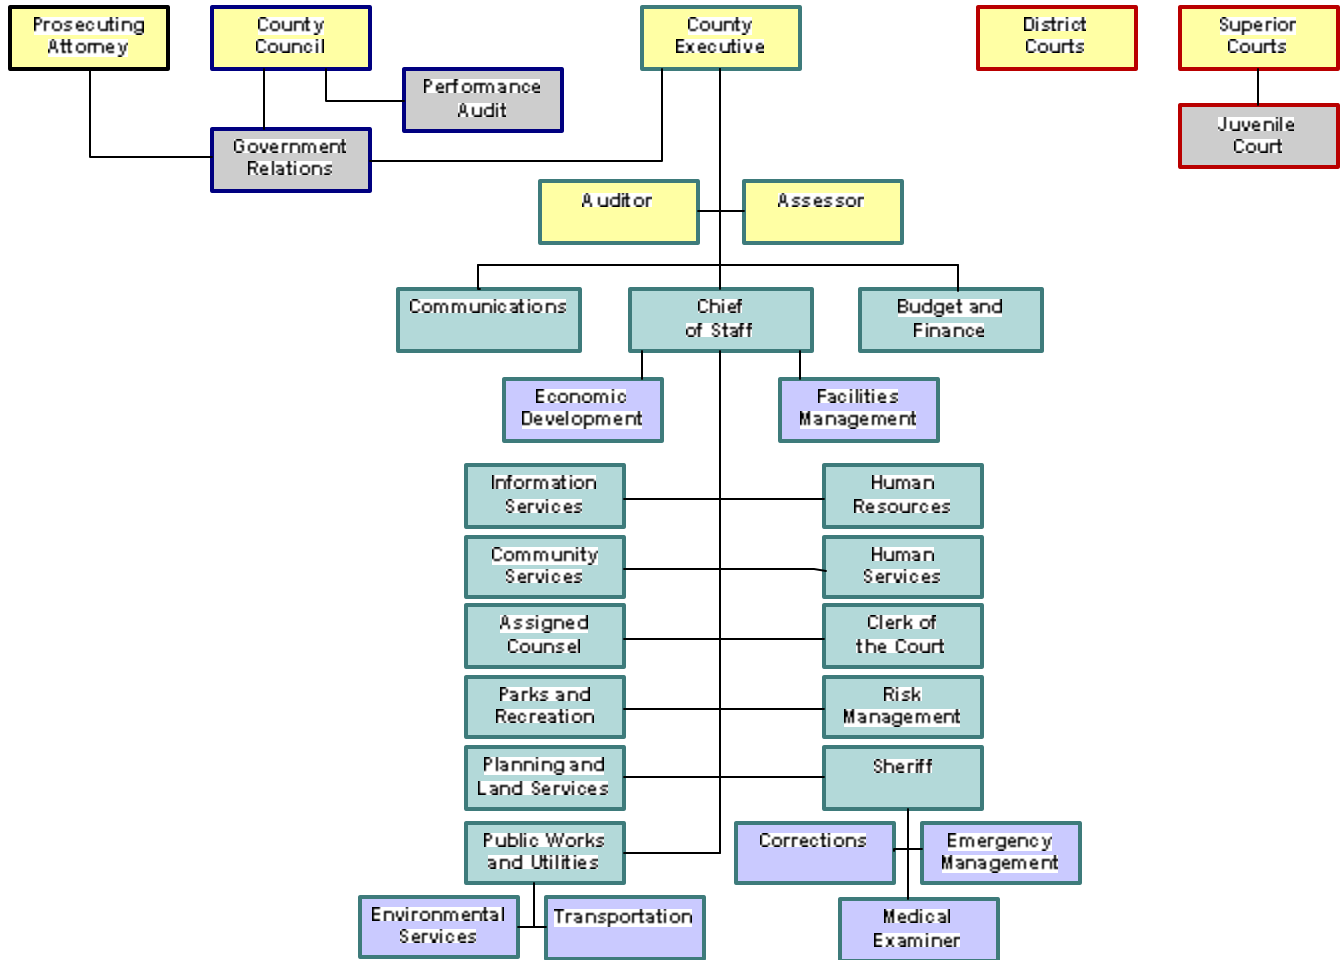 Prosecuting
Attorney
County
Council
County
Executive
District
Courts
Superior
Courts
Performance
Audit
Juvenile
Court
Government
Relations
Auditor
Assessor
Communications
Chief
of Staff
Budget and
Finance
Economic
Development
Facilities
Management
Information
Services
Human
Resources
Community
Services
Human
Services
Assigned
Counsel
Clerk of
the Court
Parks and
Recreation
Risk
Management
Planning and
Land Services
Sheriff
Public Works
and Utilities
Corrections
Emergency
Management
Environmental
Services
Transportation
Medical
Examiner